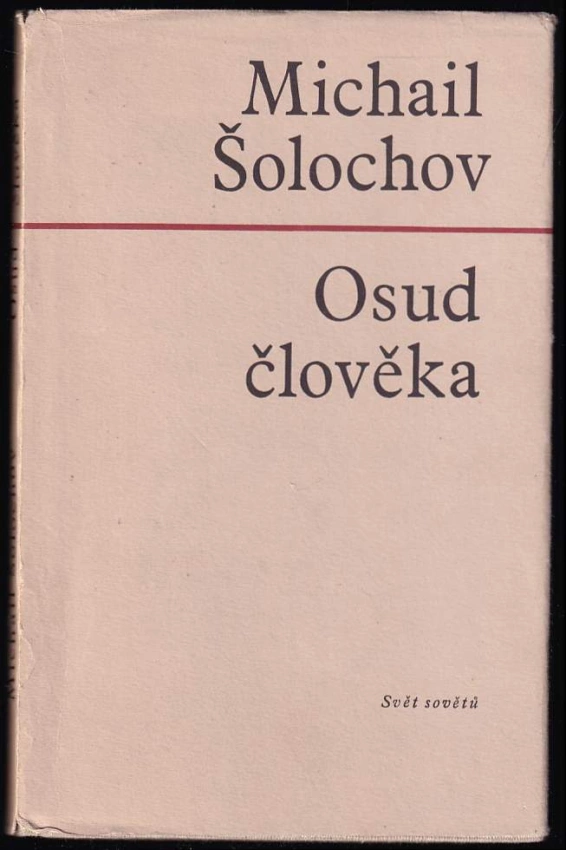 Michail
Šolochov
Osud
člověka
Svět sovětů